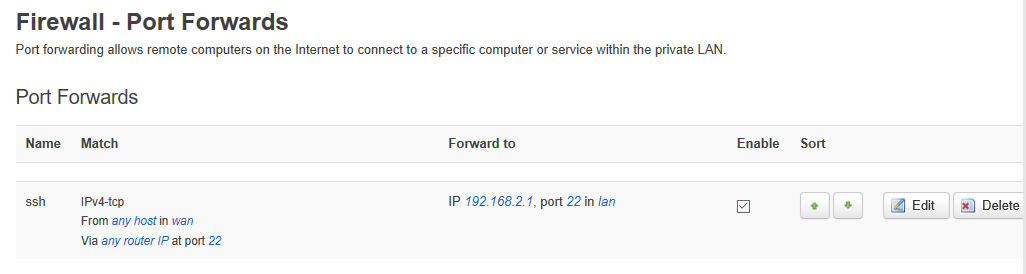 Firewall - Port Forwards
Port forwarding allows remote computers on the Internet to connect to a specific computer or service within the private LAN.
Port Forwards
Name Match Forward to Enable Sort
ssh IPv4-tcp IP 192.168.2.1, port 22 in lan Edit Delete
From any host in wan
Via any router IP at port 22